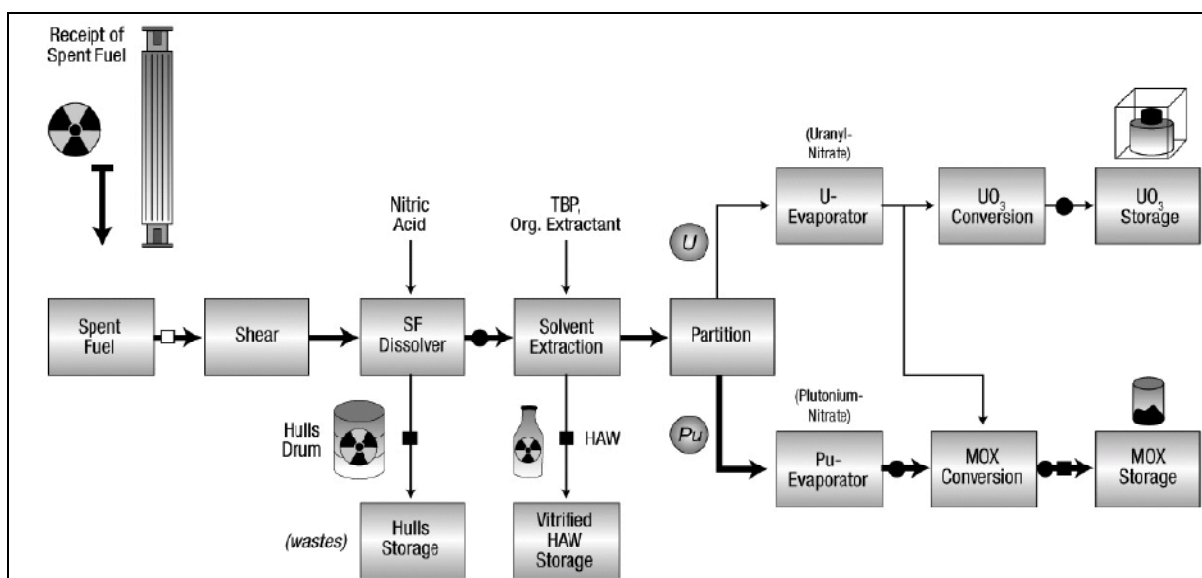 Receipt of
Spent Fuel
Nitric
Acid
TBP,
Org. Extractant
U
(Uranyl-
Nitrate)
U-
Evaporator
UO₃
Conversion
UO₃
Storage
Spent
Fuel
Shear
SF
Dissolver
Solvent
Extraction
Partition
Hulls
Drum
HAW
Pu
(Plutonium-
Nitrate)
Pu-
Evaporator
MOX
Conversion
MOX
Storage
(wastes)
Hulls
Storage
Vitrified
HAW
Storage